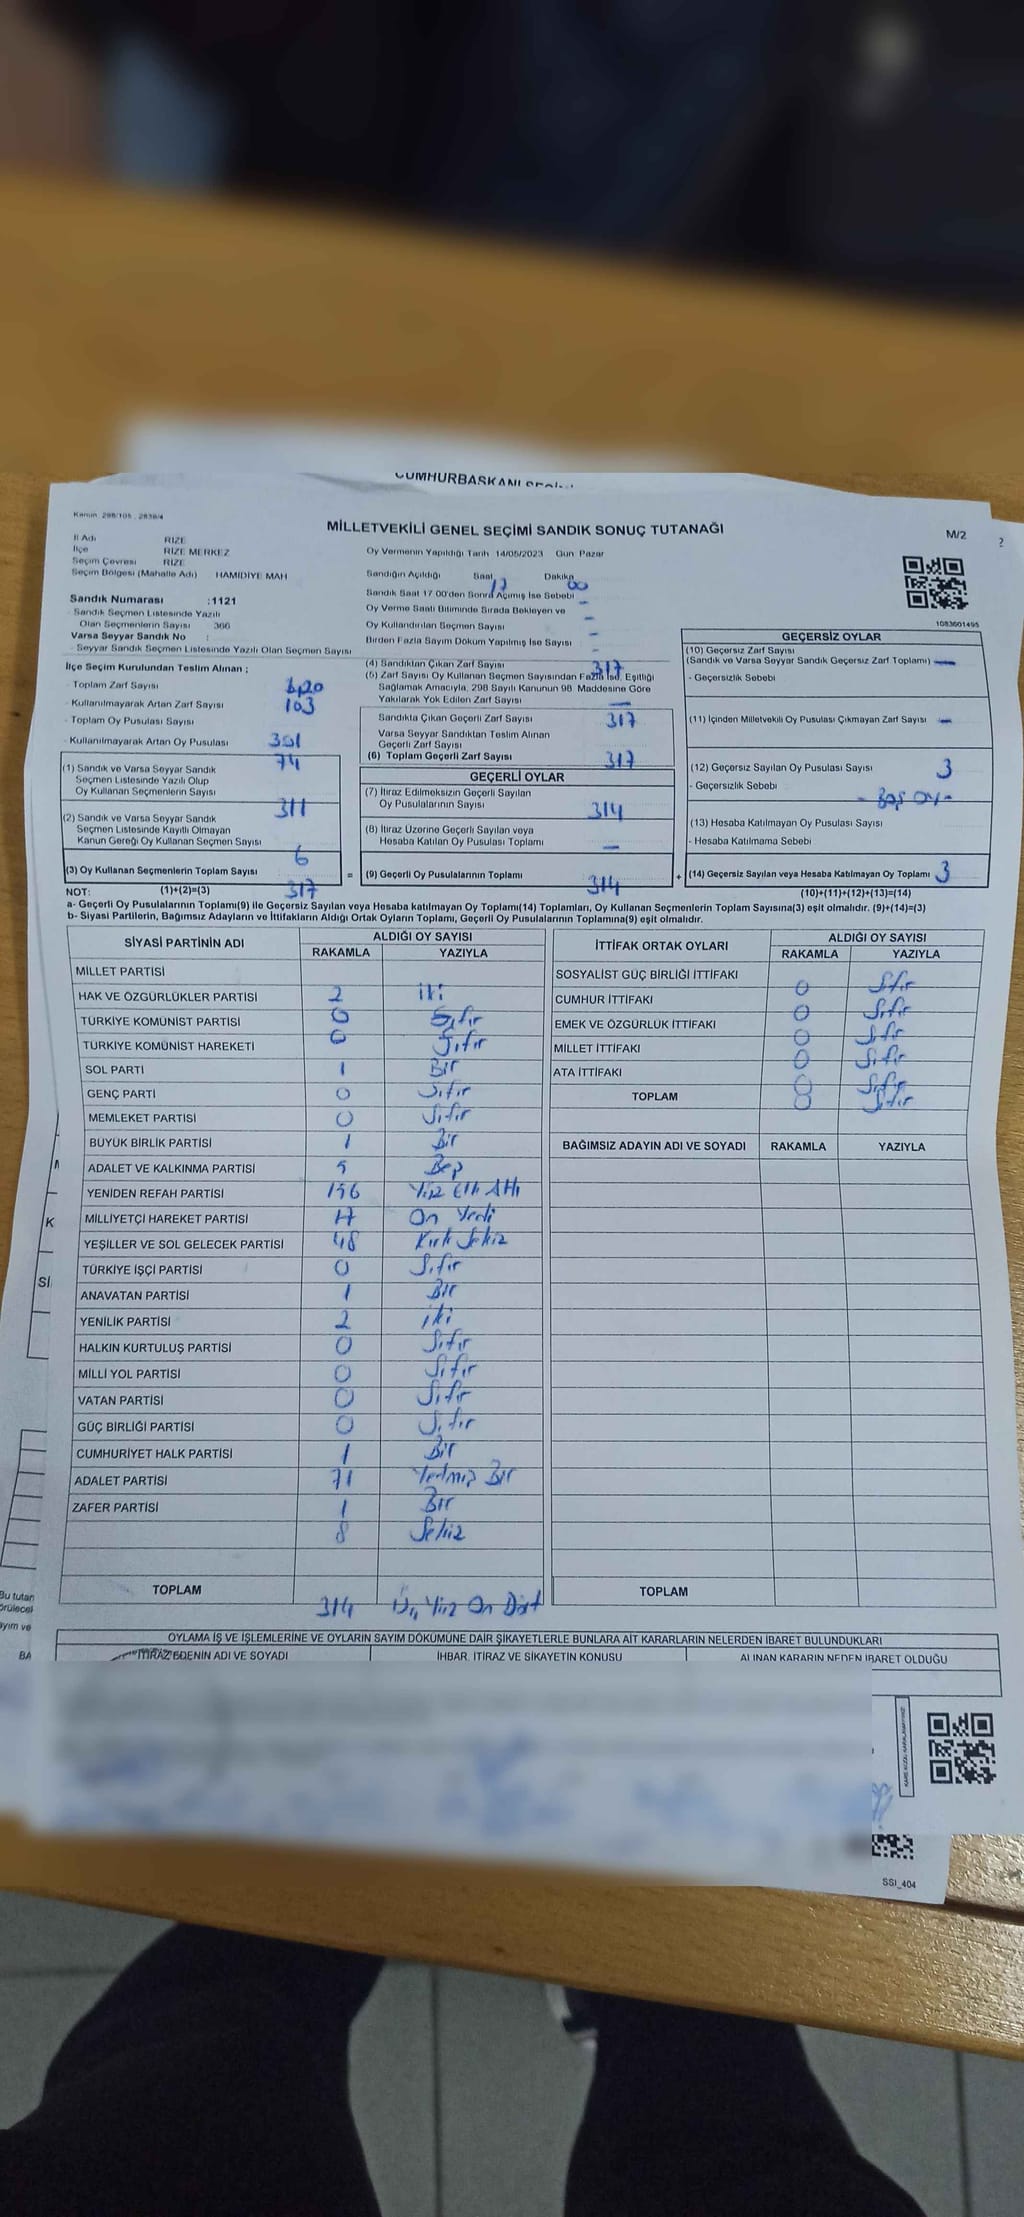 CUMHURBAŞKANI
Kanun: 298/105 , 2839/4
MİLLETVEKİLİ GENEL SEÇİMİ SANDIK SONUÇ TUTANAĞI
M/2
2
İl Adı RİZE
İlçe RİZE MERKEZ
Seçim Çevresi RİZE
Seçim Bölgesi (Mahalle Adı) HAMIDİYE MAH
Oy Vermenin Yapıldığı Tarih 14/05/2023 Gün Pazar
Sandığın Açıldığı Saat 17 Dakika 00
Sandık Saat 17 00'den Sonra Açılmış İse Sebebi -
Oy Verme Saati Bitiminde Sırada Bekleyen ve
Oy Kullandırılan Seçmen Sayısı -
Birden Fazla Sayım Döküm Yapılmış İse Sayısı -
1083601495
Sandık Numarası :1121
- Sandık Seçmen Listesinde Yazılı
Olan Seçmenlerin Sayısı 366
Varsa Seyyar Sandık No :
- Seyyar Sandık Seçmen Listesinde Yazılı Olan Seçmen Sayısı
İlçe Seçim Kurulundan Teslim Alınan ;
- Toplam Zarf Sayısı 420
- Kullanılmayarak Artan Zarf Sayısı 103
- Toplam Oy Pusulası Sayısı
- Kullanılmayarak Artan Oy Pusulası 391
74
(1) Sandık ve Varsa Seyyar Sandık
Seçmen Listesinde Yazılı Olup
Oy Kullanan Seçmenlerin Sayısı
311
(2) Sandık ve Varsa Seyyar Sandık
Seçmen Listesinde Kayıtlı Olmayan
Kanun Gereği Oy Kullanan Seçmen Sayısı
6
(3) Oy Kullanan Seçmenlerin Toplam Sayısı
(1)+(2)=(3) 317
(4) Sandıktan Çıkan Zarf Sayısı 317
(5) Zarf Sayısı Oy Kullanan Seçmen Sayısından Fazla İse, Eşitliği
Sağlamak Amacıyla, 298 Sayılı Kanunun 98. Maddesine Göre
Yakılarak Yok Edilen Zarf Sayısı —
Sandıkta Çıkan Geçerli Zarf Sayısı 317
Varsa Seyyar Sandıktan Teslim Alınan
Geçerli Zarf Sayısı
(6) Toplam Geçerli Zarf Sayısı 317
GEÇERLİ OYLAR
(7) İtiraz Edilmeksizin Geçerli Sayılan
Oy Pusulalarının Sayısı 314
(8) İtiraz Üzerine Geçerli Sayılan veya
Hesaba Katılan Oy Pusulası Toplamı —
= (9) Geçerli Oy Pusulalarının Toplamı 314
GEÇERSİZ OYLAR
(10) Geçersiz Zarf Sayısı
(Sandık ve Varsa Seyyar Sandık Geçersiz Zarf Toplamı) —
- Geçersizlik Sebebi
(11) İçinden Milletvekili Oy Pusulası Çıkmayan Zarf Sayısı —
(12) Geçersiz Sayılan Oy Pusulası Sayısı 3
- Geçersizlik Sebebi - Boş Oy -
(13) Hesaba Katılmayan Oy Pusulası Sayısı
- Hesaba Katılmama Sebebi
+ (14) Geçersiz Sayılan veya Hesaba Katılmayan Oy Toplamı 3
(10)+(11)+(12)+(13)=(14)
NOT:
a- Geçerli Oy Pusulalarının Toplamı(9) ile Geçersiz Sayılan veya Hesaba katılmayan Oy Toplamı(14) Toplamları, Oy Kullanan Seçmenlerin Toplam Sayısına(3) eşit olmalıdır. (9)+(14)=(3)
b- Siyasi Partilerin, Bağımsız Adayların ve İttifakların Aldığı Ortak Oyların Toplamı, Geçerli Oy Pusulalarının Toplamına(9) eşit olmalıdır.
SİYASİ PARTİNİN ADI ALDIĞI OY SAYISI
RAKAMLA YAZIYLA
MİLLET PARTİSİ
HAK VE ÖZGÜRLÜKLER PARTİSİ 2 iki
TÜRKİYE KOMÜNİST PARTİSİ 0 Sıfır
TÜRKİYE KOMÜNİST HAREKETİ 0 Sıfır
SOL PARTİ 1 Bir
GENÇ PARTİ 0 Sıfır
MEMLEKET PARTİSİ 0 Sıfır
BÜYÜK BİRLİK PARTİSİ 1 Bir
ADALET VE KALKINMA PARTİSİ 5 Beş
YENİDEN REFAH PARTİSİ 156 Yüz Elli Altı
MİLLİYETÇİ HAREKET PARTİSİ 17 On Yedi
YEŞİLLER VE SOL GELECEK PARTİSİ 48 Kırk Sekiz
TÜRKİYE İŞÇİ PARTİSİ 0 Sıfır
ANAVATAN PARTİSİ 1 Bir
YENİLİK PARTİSİ 2 iki
HALKIN KURTULUŞ PARTİSİ 0 Sıfır
MİLLİ YOL PARTİSİ 0 Sıfır
VATAN PARTİSİ 0 Sıfır
GÜÇ BİRLİĞİ PARTİSİ 0 Sıfır
CUMHURİYET HALK PARTİSİ 1 Bir
ADALET PARTİSİ 71 Yetmiş Bir
ZAFER PARTİSİ 1 Bir
8 Sekiz
TOPLAM 314 Üç Yüz On Dört
İTTİFAK ORTAK OYLARI ALDIĞI OY SAYISI
RAKAMLA YAZIYLA
SOSYALİST GÜÇ BİRLİĞİ İTTİFAKI 0 Sıfır
CUMHUR İTTİFAKI 0 Sıfır
EMEK VE ÖZGÜRLÜK İTTİFAKI 0 Sıfır
MİLLET İTTİFAKI 0 Sıfır
ATA İTTİFAKI 0 Sıfır
TOPLAM 0 Sıfır
BAĞIMSIZ ADAYIN ADI VE SOYADI RAKAMLA YAZIYLA
TOPLAM
OYLAMA İŞ VE İŞLEMLERİNE VE OYLARIN SAYIM DÖKÜMÜNE DAİR ŞİKAYETLERLE BUNLARA AİT KARARLARIN NELERDEN İBARET BULUNDUKLARI
İTİRAZ EDENİN ADI VE SOYADI
İHBAR, İTİRAZ VE ŞİKAYETİN KONUSU
ALINAN KARARIN NEDEN İBARET OLDUĞU
SSI_404